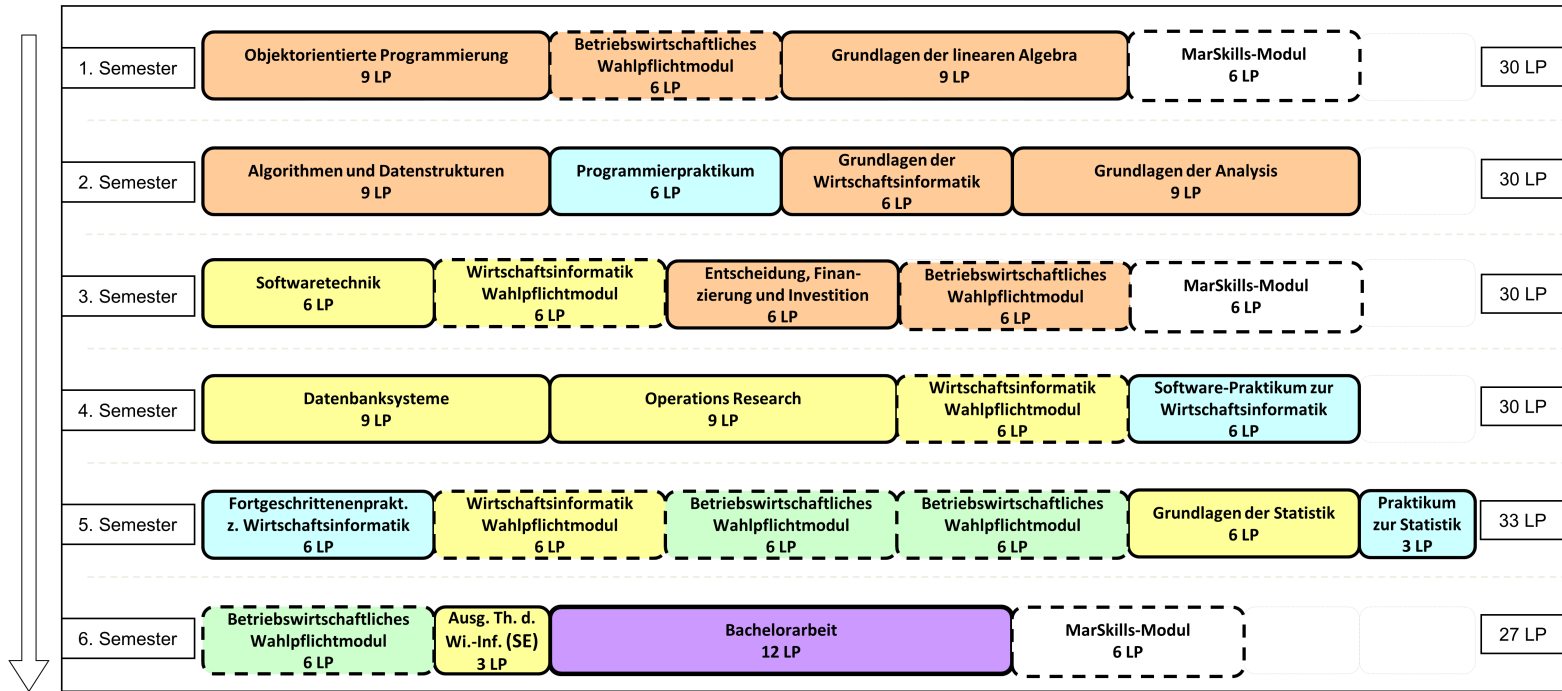 1. Semester
Objektorientierte Programmierung
9 LP
Betriebswirtschaftliches
Wahlpflichtmodul
6 LP
Grundlagen der linearen Algebra
9 LP
MarSkills-Modul
6 LP
30 LP
2. Semester
Algorithmen und Datenstrukturen
9 LP
Programmierpraktikum
6 LP
Grundlagen der
Wirtschaftsinformatik
6 LP
Grundlagen der Analysis
9 LP
30 LP
3. Semester
Softwaretechnik
6 LP
Wirtschaftsinformatik
Wahlpflichtmodul
6 LP
Entscheidung, Finan-
zierung und Investition
6 LP
Betriebswirtschaftliches
Wahlpflichtmodul
6 LP
MarSkills-Modul
6 LP
30 LP
4. Semester
Datenbanksysteme
9 LP
Operations Research
9 LP
Wirtschaftsinformatik
Wahlpflichtmodul
6 LP
Software-Praktikum zur
Wirtschaftsinformatik
6 LP
30 LP
5. Semester
Fortgeschrittenenprakt.
z. Wirtschaftsinformatik
6 LP
Wirtschaftsinformatik
Wahlpflichtmodul
6 LP
Betriebswirtschaftliches
Wahlpflichtmodul
6 LP
Betriebswirtschaftliches
Wahlpflichtmodul
6 LP
Grundlagen der Statistik
6 LP
Praktikum
zur Statistik
3 LP
33 LP
6. Semester
Betriebswirtschaftliches
Wahlpflichtmodul
6 LP
Ausg. Th. d.
Wi.-Inf. (SE)
3 LP
Bachelorarbeit
12 LP
MarSkills-Modul
6 LP
27 LP